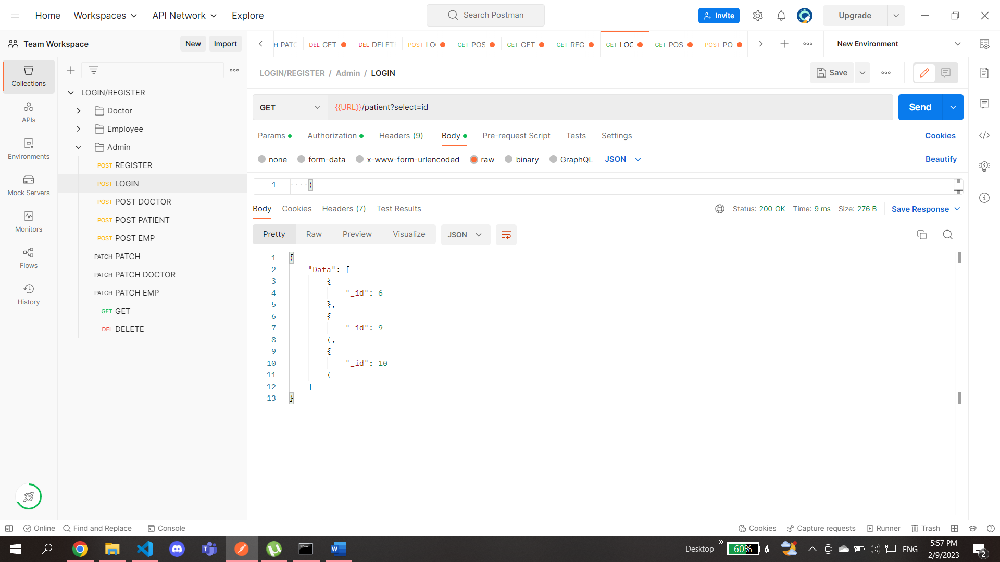 Home Workspaces API Network Explore Search Postman Invite Upgrade
Team Workspace New Import H PATC DEL GET DEL DELETE POST LO GET POS GET GET GET REG GET LOG GET POS POST PO New Environment
LOGIN/REGISTER / Admin / LOGIN Save
Collections
LOGIN/REGISTER
GET {{URL}}/patient?select=id Send
Doctor
APIs
Employee
Params Authorization Headers (9) Body Pre-request Script Tests Settings Cookies
Environments
Admin
none form-data x-www-form-urlencoded raw binary GraphQL JSON Beautify
POST REGISTER
Mock Servers
POST LOGIN
1 {
POST POST DOCTOR
Body Cookies Headers (7) Test Results Status: 200 OK Time: 9 ms Size: 276 B Save Response
Monitors
POST POST PATIENT
Pretty Raw Preview Visualize JSON
POST POST EMP
Flows
PATCH PATCH
1 {
2 "Data": [
PATCH PATCH DOCTOR
3 {
PATCH PATCH EMP
4 "_id": 6
History
5 },
GET GET
6 {
DEL DELETE
7 "_id": 9
8 },
9 {
10 "_id": 10
11 }
12 ]
13 }
Online Find and Replace Console Cookies Capture requests Runner Trash
Desktop 60% ENG 5:57 PM
2/9/2023 2